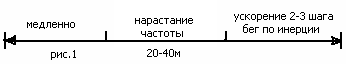 медленно
нарастание
частоты
ускорение 2-3 шага
бег по инерции
рис.1
20-40м